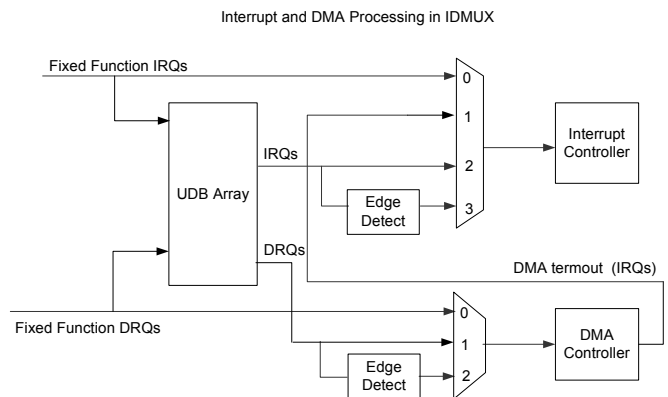 Interrupt and DMA Processing in IDMUX
Fixed Function IRQs
0
1
UDB Array
IRQs
2
Interrupt
Controller
Edge
Detect
3
DRQs
DMA termout (IRQs)
Fixed Function DRQs
0
1
DMA
Controller
Edge
Detect
2